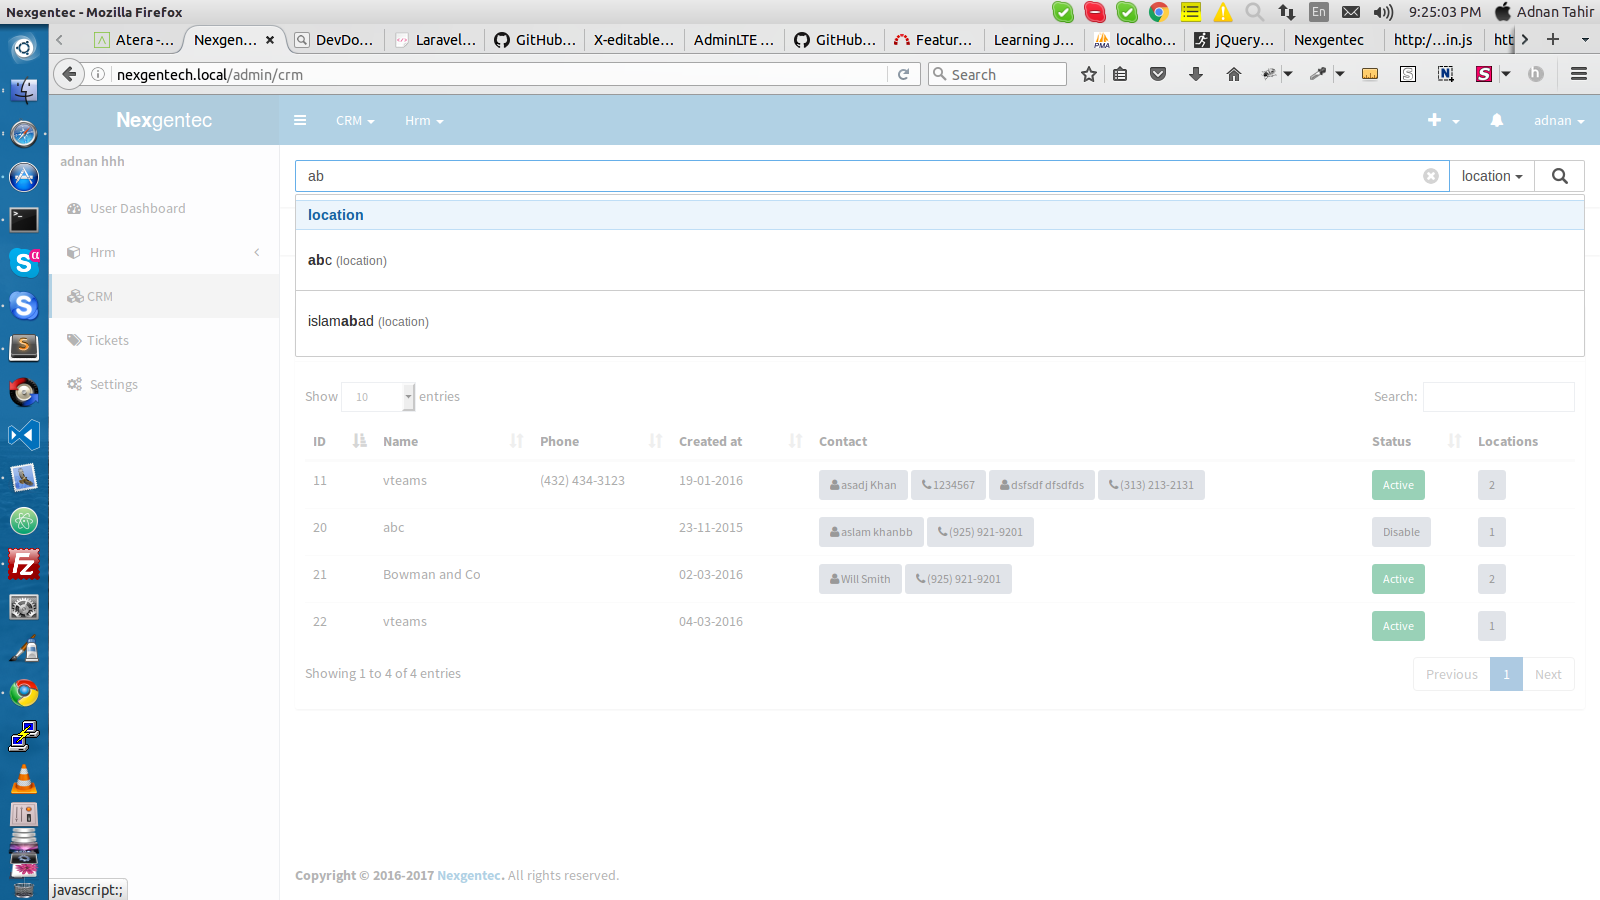 Nexgentec - Mozilla Firefox
En
9:25:03 PM
Adnan Tahir
Atera -...
Nexgen...
DevDo...
Laravel...
GitHub...
X-editable...
AdminLTE ...
GitHub...
Featur...
Learning J...
localho...
jQuery...
Nexgentec
http:/...in.js
htt
nexgentech.local/admin/crm
Search
Nexgentec
CRM
Hrm
adnan
adnan hhh
User Dashboard
Hrm
CRM
Tickets
Settings
ab
location
location
abc (location)
islamabad (location)
Show 10 entries
Search:
ID Name Phone Created at Contact Status Locations
11 vteams (432) 434-3123 19-01-2016 asadj Khan 1234567 dsfsdf dfsdfds (313) 213-2131 Active 2
20 abc 23-11-2015 aslam khanbb (925) 921-9201 Disable 1
21 Bowman and Co 02-03-2016 Will Smith (925) 921-9201 Active 2
22 vteams 04-03-2016 Active 1
Showing 1 to 4 of 4 entries
Previous 1 Next
Copyright © 2016-2017 Nexgentec. All rights reserved.
javascript:;